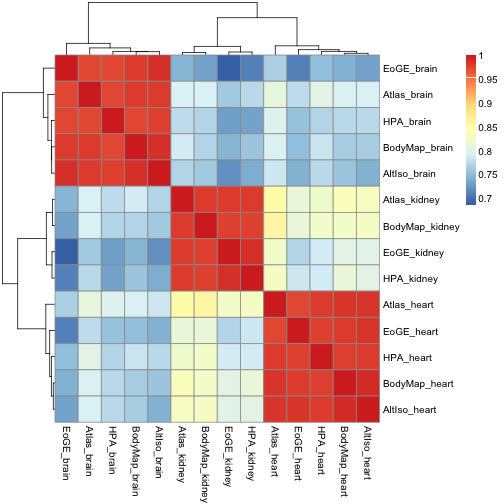 EoGE_brain
Atlas_brain
HPA_brain
BodyMap_brain
AltIso_brain
Atlas_kidney
BodyMap_kidney
EoGE_kidney
HPA_kidney
Atlas_heart
EoGE_heart
HPA_heart
BodyMap_heart
AltIso_heart
1
0.95
0.9
0.85
0.8
0.75
0.7
EoGE_brain
Atlas_brain
HPA_brain
BodyMap_brain
AltIso_brain
Atlas_kidney
BodyMap_kidney
EoGE_kidney
HPA_kidney
Atlas_heart
EoGE_heart
HPA_heart
BodyMap_heart
AltIso_heart